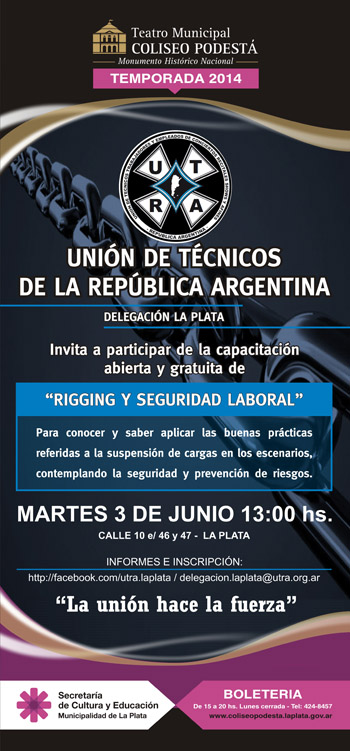 Teatro Municipal
COLISEO PODESTÁ
Monumento Histórico Nacional
TEMPORADA 2014
U T
R A
REPÚBLICA ARGENTINA
UNIÓN DE TÉCNICOS
DE LA REPÚBLICA ARGENTINA
DELEGACIÓN LA PLATA
Invita a participar de la capacitación
abierta y gratuita de
“RIGGING Y SEGURIDAD LABORAL”
Para conocer y saber aplicar las buenas prácticas
referidas a la suspensión de cargas en los escenarios,
contemplando la seguridad y prevención de riesgos.
MARTES 3 DE JUNIO 13:00 hs.
CALLE 10 e/ 46 y 47 - LA PLATA
INFORMES E INSCRIPCIÓN:
http://facebook.com/utra.laplata / delegacion.laplata@utra.org.ar
“La unión hace la fuerza”
Secretaría
de Cultura y Educación
Municipalidad de La Plata
BOLETERIA
De 15 a 20 hs. Lunes cerrada - Tel: 424-8457
www.coliseopodesta.laplata.gov.ar